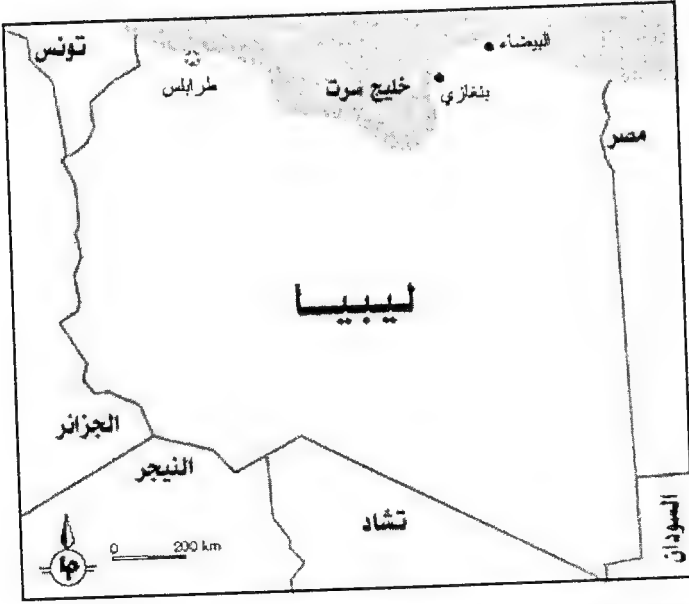 تونس
البيضاء
طرابلس
خليج سرت
بنغازي
مصر
ليبيا
الجزائر
النيجر
تشاد
السودان
0 200 km